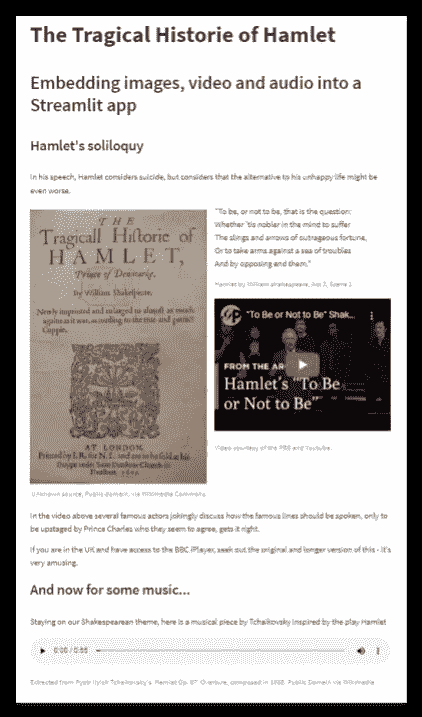 The Tragical Historie of Hamlet
Embedding images, video and audio into a
Streamlit app
Hamlet's soliloquy
In his speech, Hamlet considers suicide, but considers that the alternative to his unhappy life might be
even worse.
THE
Tragicall Historie of
HAMLET,
Prince of Denmarke.
By William Shakespeare.
Newly imprinted and enlarged to almost as much
againe as it was, according to the true and perfect
Coppie.
AT LONDON,
Printed by I. R. for N. L. and are to be sold at his
"To be, or not to be, that is the question:
Whether 'tis nobler in the mind to suffer
The slings and arrows of outrageous fortune,
Or to take arms against a sea of troubles
And by opposing end them."
Hamlet by William Shakespeare, Act 3, Scene 1
"To Be or Not to Be" Shak...
FROM THE AR
Hamlet's "To Be
or Not to Be"
Video courtesy of the PBS and Youtube.
Unknown source, Public domain, via Wikimedia Commons
In the video above several famous actors jokingly discuss how the famous lines should be spoken, only to
be upstaged by Prince Charles who they seem to agree, gets it right.
If you are in the UK and have access to the BBC iPlayer, seek out the original and longer version of this - it's
very amusing.
And now for some music...
Staying on our Shakespearean theme, here is a musical piece by Tchaikovsky inspired by the play Hamlet
0:00 /
Extracted from Pyotr Ilyich Tchaikovsky's Hamlet Op. 67 Overture, composed in 1888. Public Domain via Wikimedia